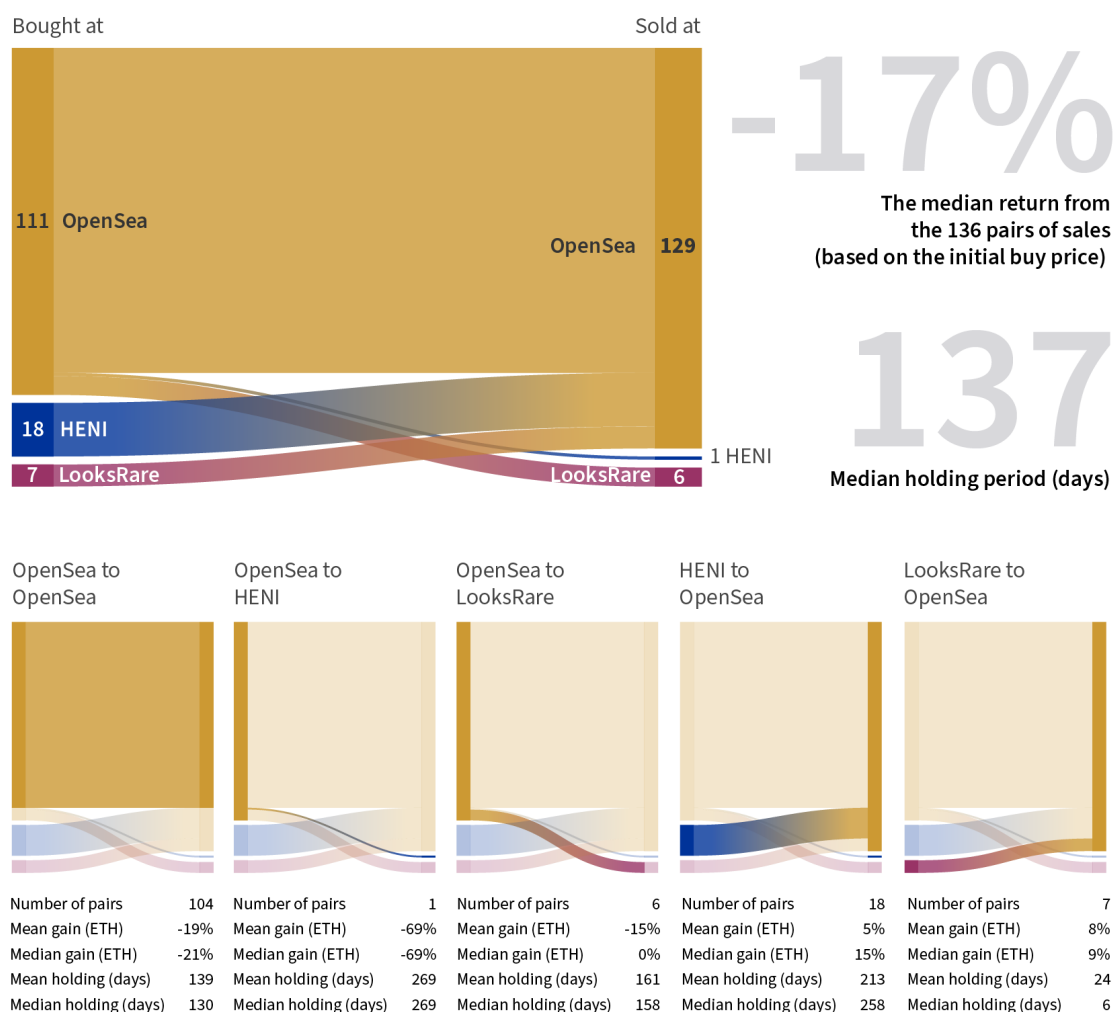 Bought at
Sold at
-17%
The median return from
the 136 pairs of sales
(based on the initial buy price)
111 OpenSea
OpenSea 129
137
Median holding period (days)
18 HENI
1 HENI
7 LooksRare
LooksRare 6
OpenSea to
OpenSea
OpenSea to
HENI
OpenSea to
LooksRare
HENI to
OpenSea
LooksRare to
OpenSea
Number of pairs 104
Mean gain (ETH) -19%
Median gain (ETH) -21%
Mean holding (days) 139
Median holding (days) 130
Number of pairs 1
Mean gain (ETH) -69%
Median gain (ETH) -69%
Mean holding (days) 269
Median holding (days) 269
Number of pairs 6
Mean gain (ETH) -15%
Median gain (ETH) 0%
Mean holding (days) 161
Median holding (days) 158
Number of pairs 18
Mean gain (ETH) 5%
Median gain (ETH) 15%
Mean holding (days) 213
Median holding (days) 258
Number of pairs 7
Mean gain (ETH) 8%
Median gain (ETH) 9%
Mean holding (days) 24
Median holding (days) 6